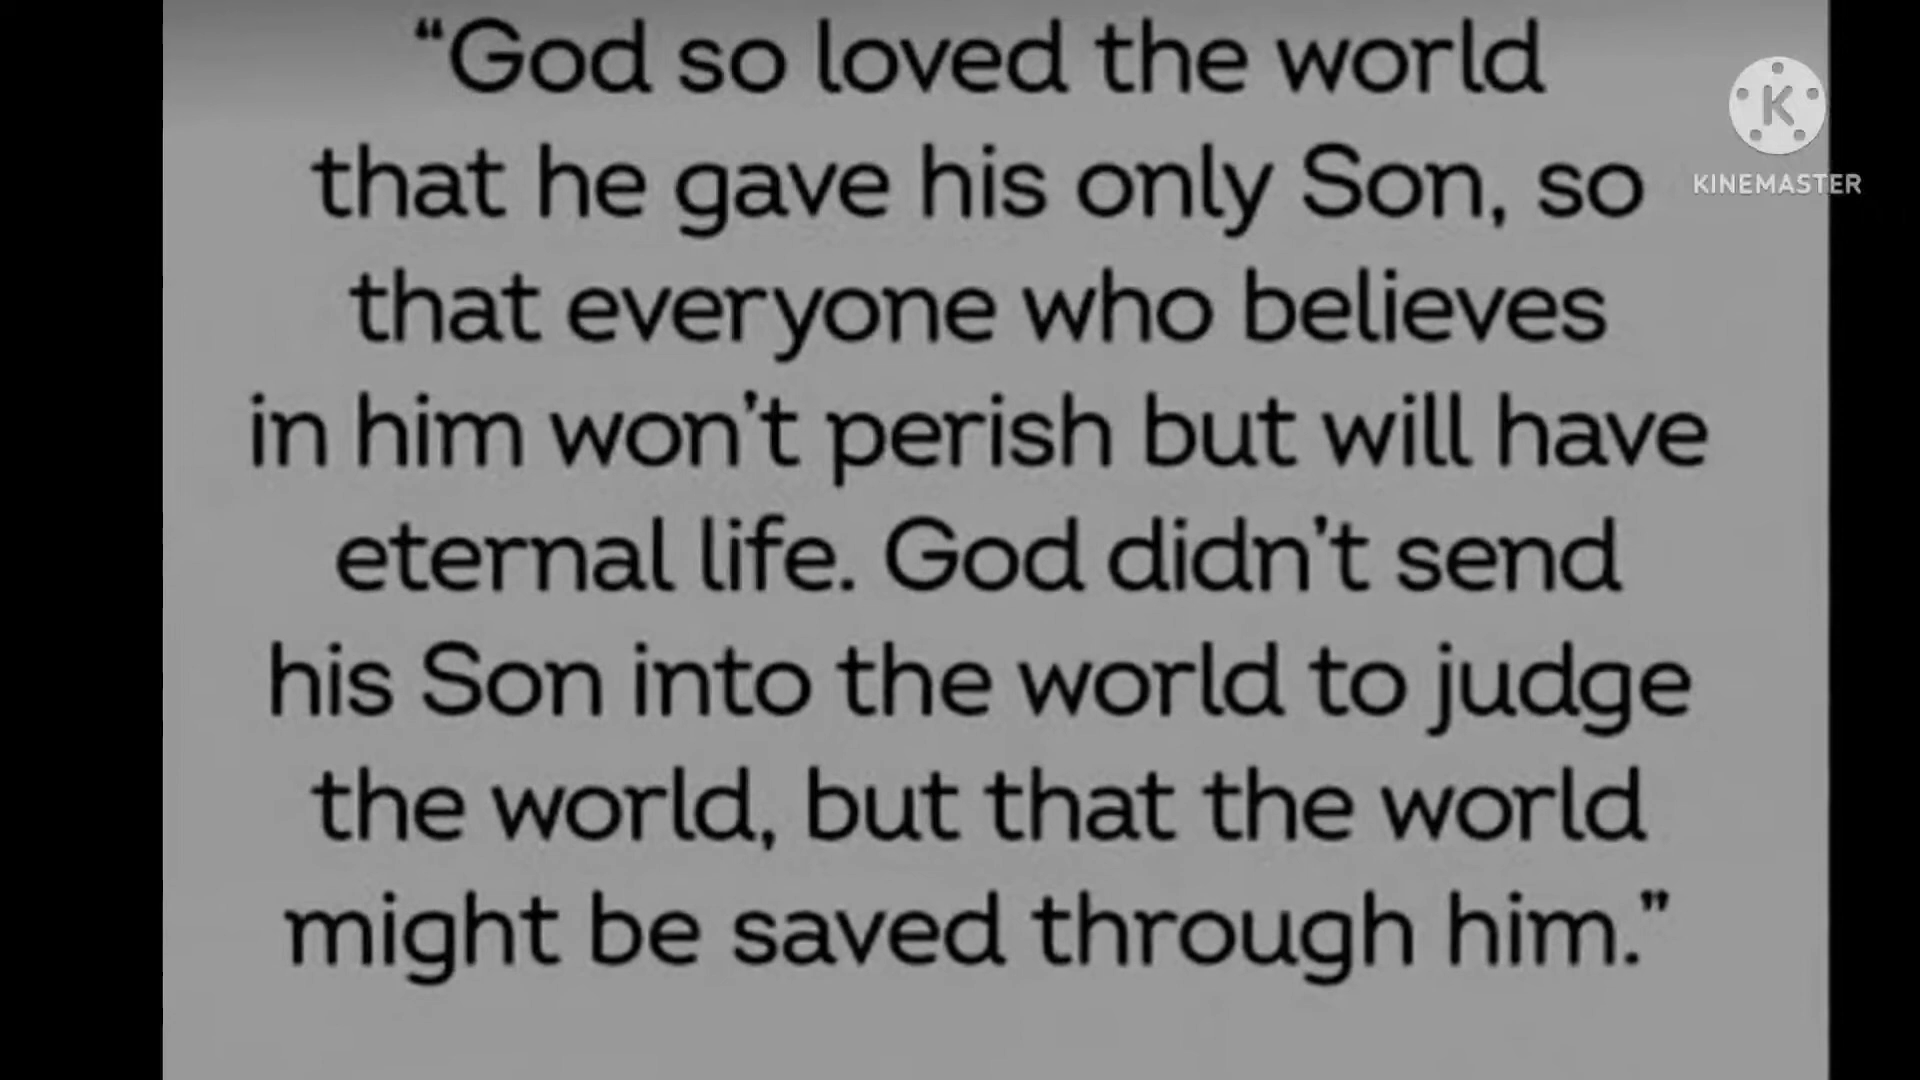 “God so loved the world
that he gave his only Son, so
that everyone who believes
in him won’t perish but will have
eternal life. God didn’t send
his Son into the world to judge
the world, but that the world
might be saved through him.”
K
KINEMASTER